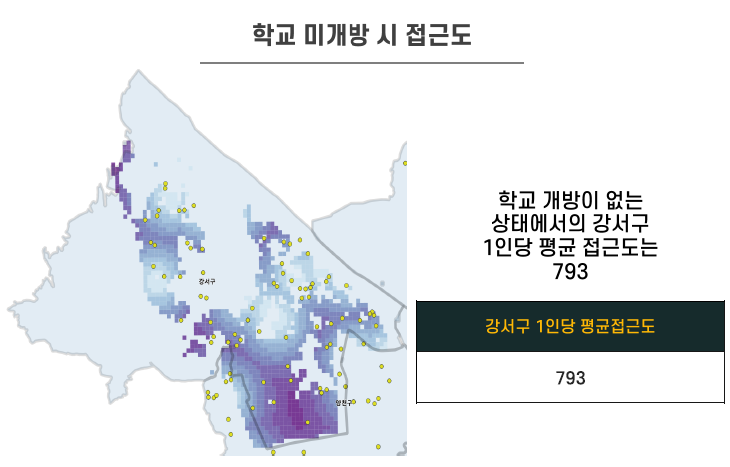 학교 미개방 시 접근도
강서구
양천구
학교 개방이 없는
상태에서의 강서구
1인당 평균 접근도는
793
강서구 1인당 평균접근도
793